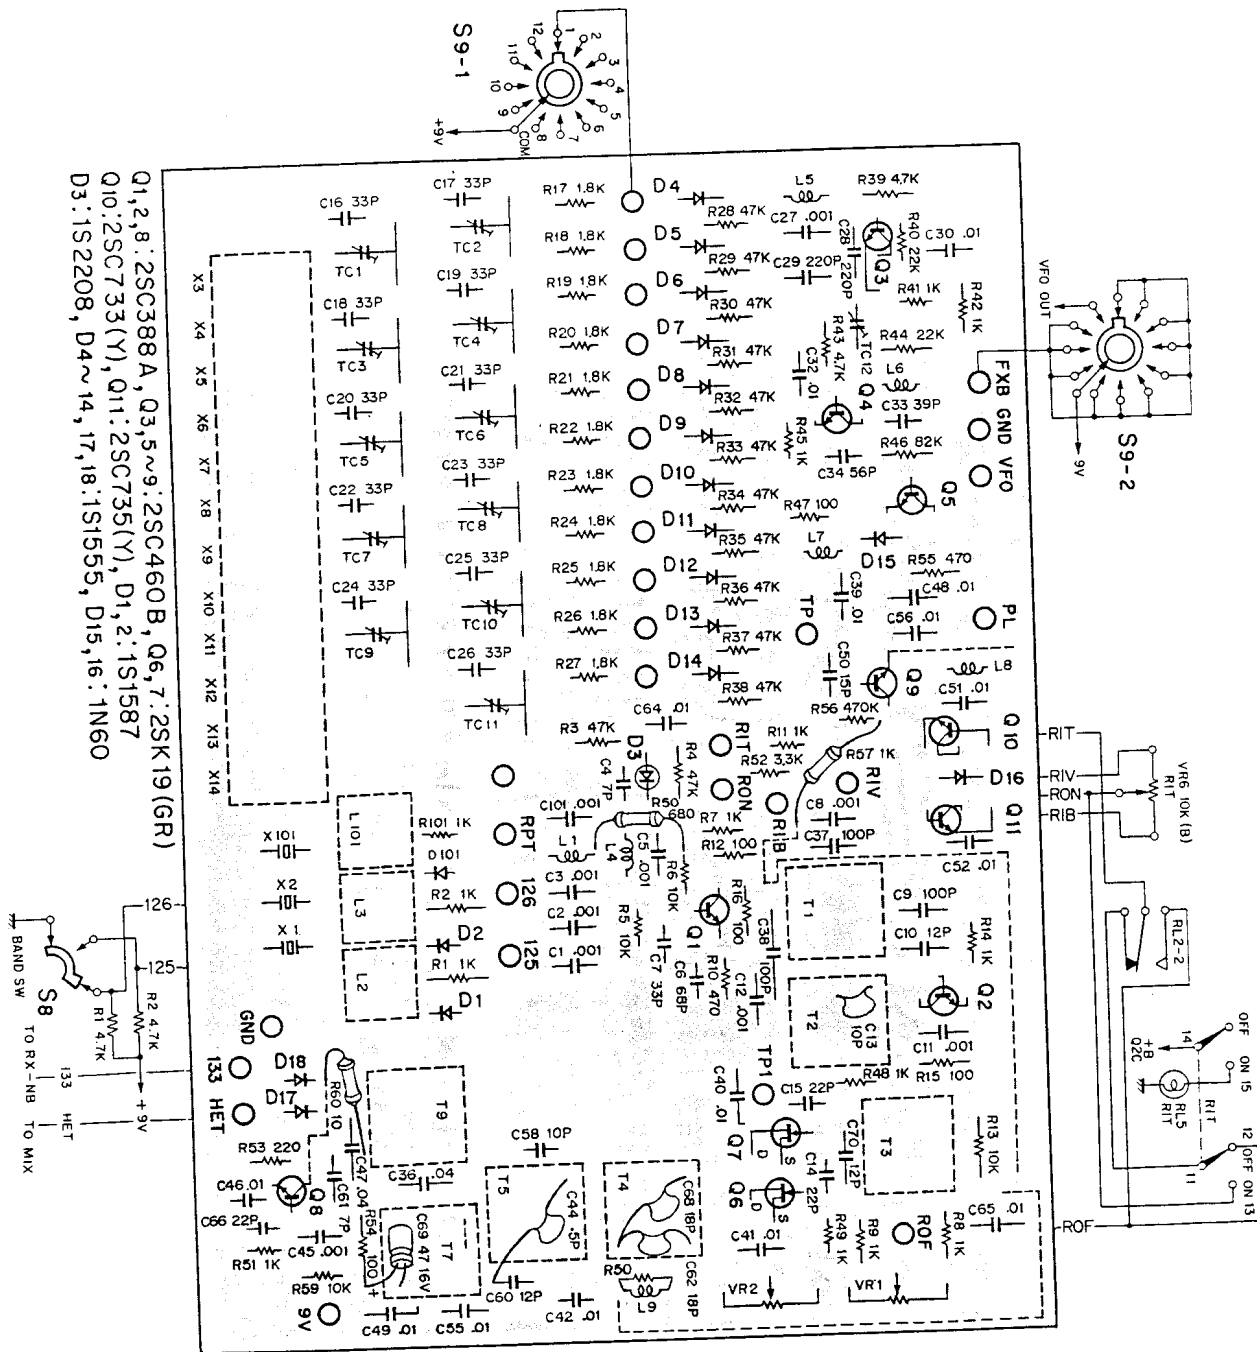 S9-1
1
2
3
4
5
6
7
8
9
10
11
12
COM
+9V
Q1,2,8:2SC388A, Q3,5~9:2SC460B, Q6,7:2SK19(GR)
Q10:2SC733(Y), Q11:2SC735(Y), D1,2:1S1587
D3:1S2208, D4~14,17,18:1S1555, D15,16:1N60
X3
X4
X5
X6
X7
X8
X9
X10
X11
X12
X13
X14
C16 33P
TC1
C18 33P
TC3
C20 33P
TC5
C22 33P
TC7
C24 33P
TC9
C17 33P
TC2
C19 33P
TC4
C21 33P
TC6
C23 33P
TC8
C25 33P
TC10
C26 33P
TC11
R17 1.8K
R18 1.8K
R19 1.8K
R20 1.8K
R21 1.8K
R22 1.8K
R23 1.8K
R24 1.8K
R25 1.8K
R26 1.8K
R27 1.8K
R3 47K
D4
D5
D6
D7
D8
D9
D10
D11
D12
D13
D14
R28 47K
R29 47K
R30 47K
R31 47K
R32 47K
R33 47K
R34 47K
R35 47K
R36 47K
R37 47K
R38 47K
L5
C27 .001
C28 220P
C29 220P
R39 4.7K
Q3
R40 22K
C30 .01
R41 1K
R42 1K
R43 4.7K
TC12
R44 22K
C32 .01
L6
Q4
C33 39P
R45 1K
R46 82K
C34 56P
R47 100
Q5
L7
D15
R55 470
C39 .01
C48 .01
TP
C56 .01
PL
FXB
GND
VFO
VFO OUT
S9-2
9V
C50 15P
Q9
L8
C51 .01
R56 470K
Q10
C64 .01
D3
R4 47K
C4 7P
RIT
RON
R11 1K
R52 3.3K
R57 1K
RIV
RIB
D16
Q11
C52 .01
RIT
RIV
RON
RIB
VR6 10K (B)
RIT
RL2-2
L101
L3
L2
X101
X2
X1
R101 1K
D101
R2 1K
D2
R1 1K
D1
RPT
126
125
C101 .001
L1
C3 .001
C2 .001
C1 .001
R50 680
L4
C5 .001
R6 10K
R5 10K
C7 33P
C6 68P
Q1
R7 1K
R12 100
C8 .001
C37 100P
R16 100
C38 100P
R10 470
C12 .001
T1
T2
C13 10P
C9 100P
C10 12P
R14 1K
Q2
C11 .001
R15 100
126
125
BAND SW
S8
R1 4.7K
R2 4.7K
+9V
TO RX-NB
133
TO MIX
HET
GND
133
HET
D18
D17
R60 10
R53 220
C46 .01
Q8
C66 22P
R51 1K
C45 .001
R59 10K
9V
C61 7P
C47 .04
R54 100
T9
C36 .04
C69 47 16V
+
T7
C49 .01
C55 .01
C58 10P
T5
C44 .5P
C60 12P
C42 .01
T4
C68 18P
C62 18P
R50
L9
TP1
C40 .01
C15 22P
R48 1K
Q7
D
S
Q6
D
S
C14 22P
C70 12P
T3
R13 10K
C41 .01
R49 1K
R9 1K
ROF
R8 1K
C65 .01
VR2
VR1
ROF
OFF
ON 15
14
+B
Q2C
RL5
RIT
RIT
12
OFF
ON 13
11